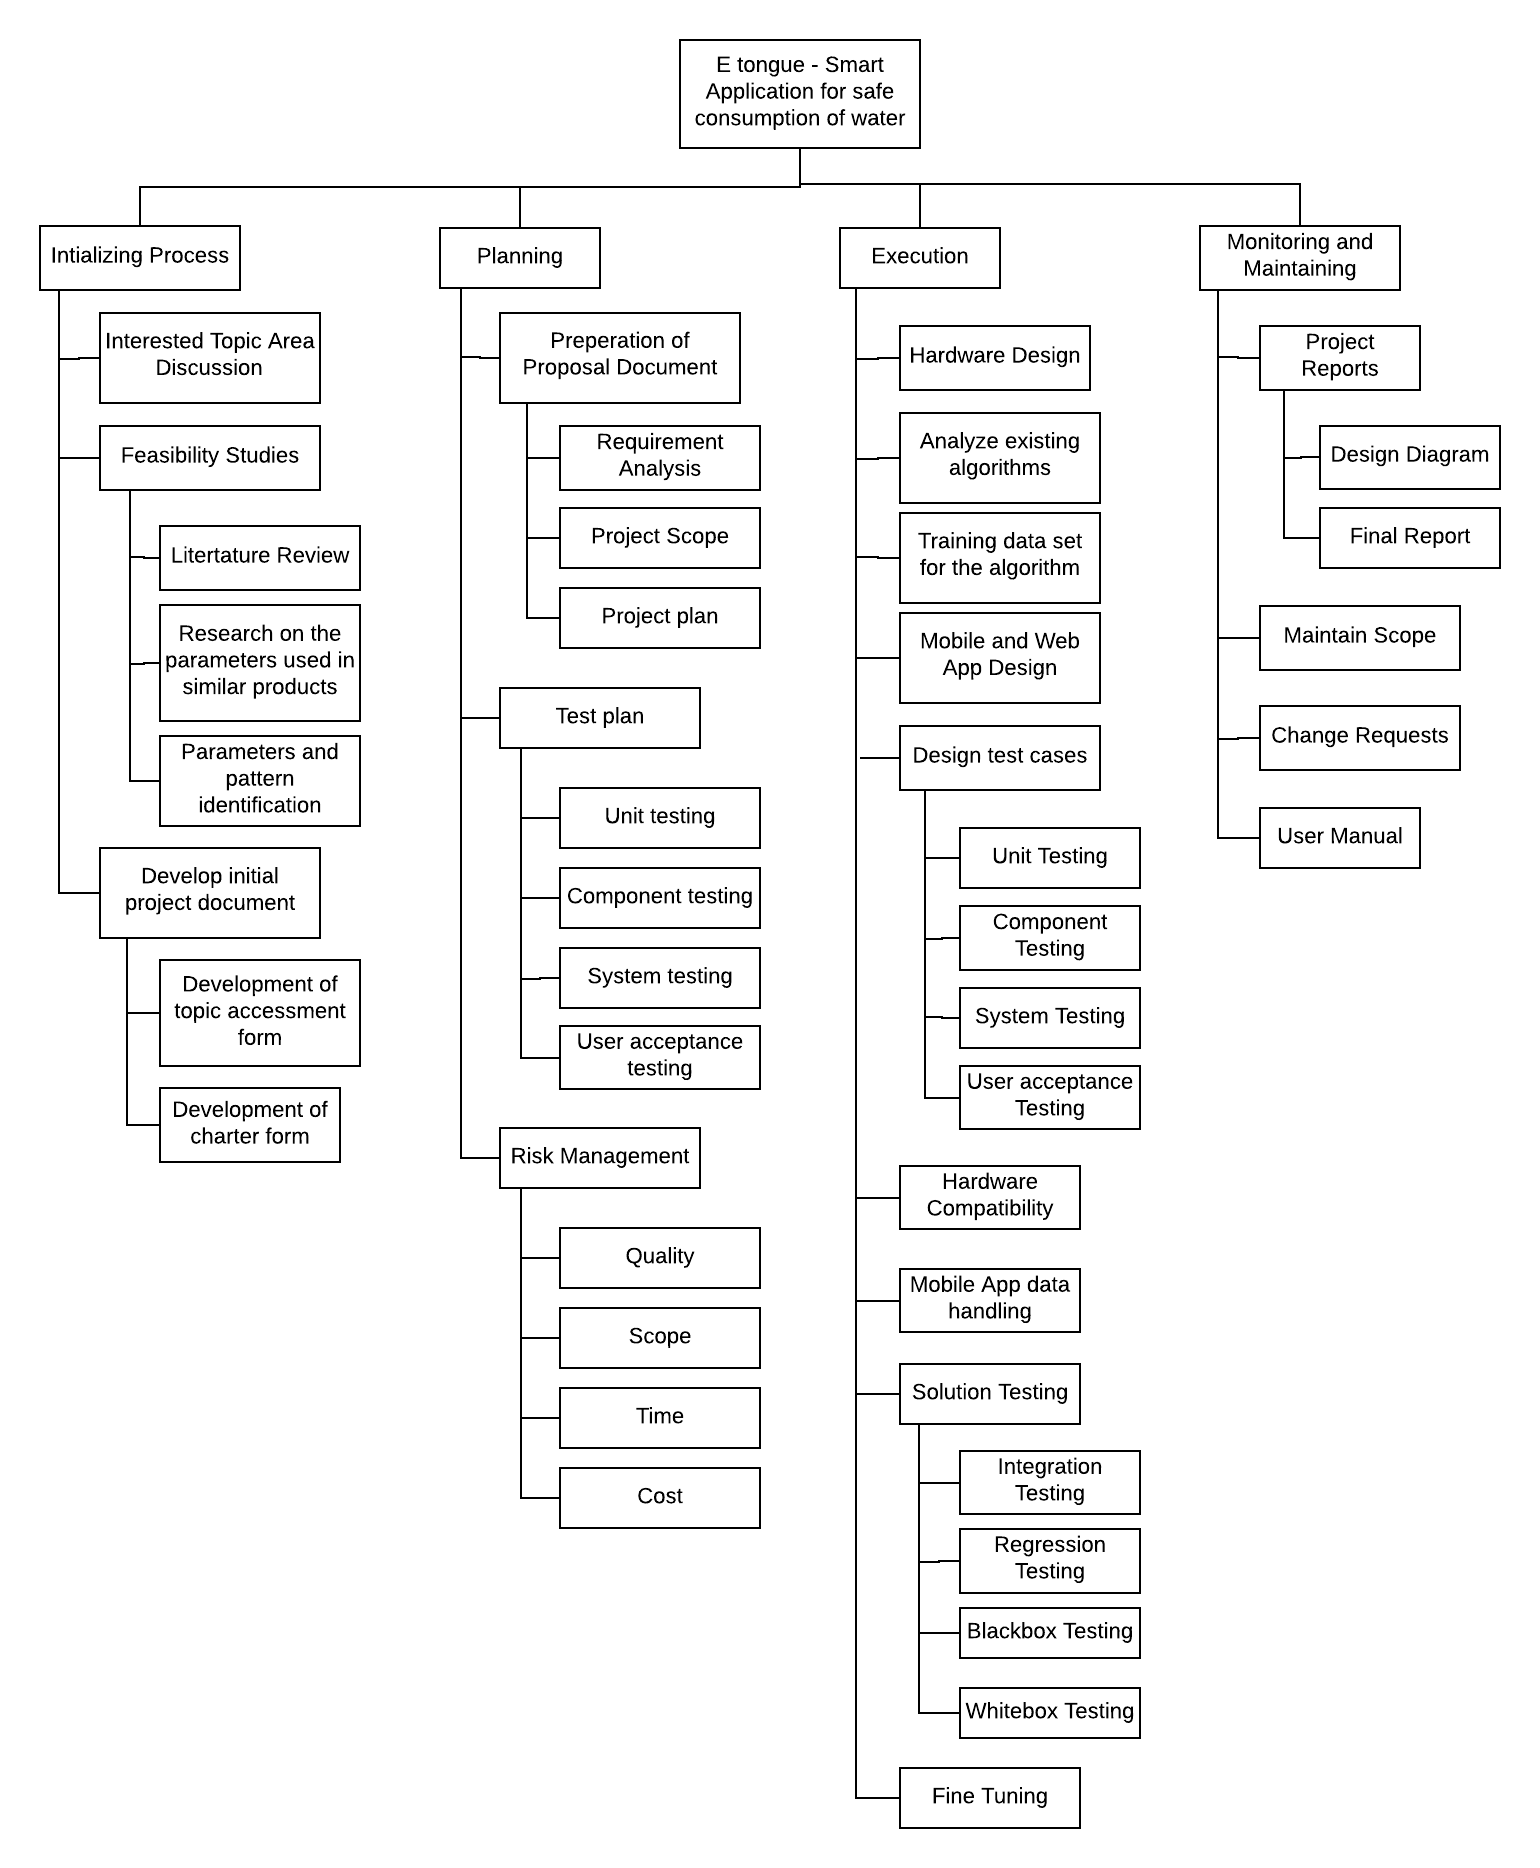 E tongue - Smart
Application for safe
consumption of water
Intializing Process
Interested Topic Area
Discussion
Feasibility Studies
Litertature Review
Research on the
parameters used in
similar products
Parameters and
pattern
identification
Develop initial
project document
Development of
topic accessment
form
Development of
charter form
Planning
Preperation of
Proposal Document
Requirement
Analysis
Project Scope
Project plan
Test plan
Unit testing
Component testing
System testing
User acceptance
testing
Risk Management
Quality
Scope
Time
Cost
Execution
Hardware Design
Analyze existing
algorithms
Training data set
for the algorithm
Mobile and Web
App Design
Design test cases
Unit Testing
Component
Testing
System Testing
User acceptance
Testing
Hardware
Compatibility
Mobile App data
handling
Solution Testing
Integration
Testing
Regression
Testing
Blackbox Testing
Whitebox Testing
Fine Tuning
Monitoring and
Maintaining
Project
Reports
Design Diagram
Final Report
Maintain Scope
Change Requests
User Manual